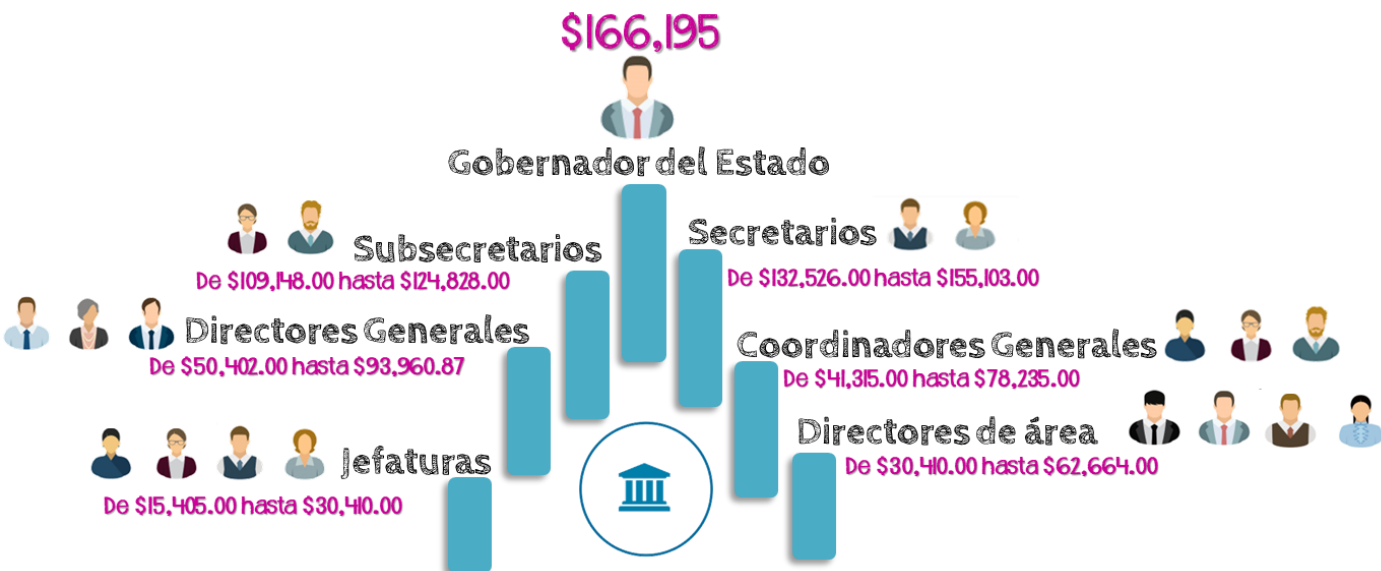 $166,195
Gobernador del Estado
Subsecretarios
De $109,148.00 hasta $124,828.00
Secretarios
De $132,526.00 hasta $155,103.00
Directores Generales
De $50,402.00 hasta $93,960.87
Coordinadores Generales
De $41,315.00 hasta $78,235.00
Jefaturas
De $15,405.00 hasta $30,410.00
Directores de área
De $30,410.00 hasta $62,664.00